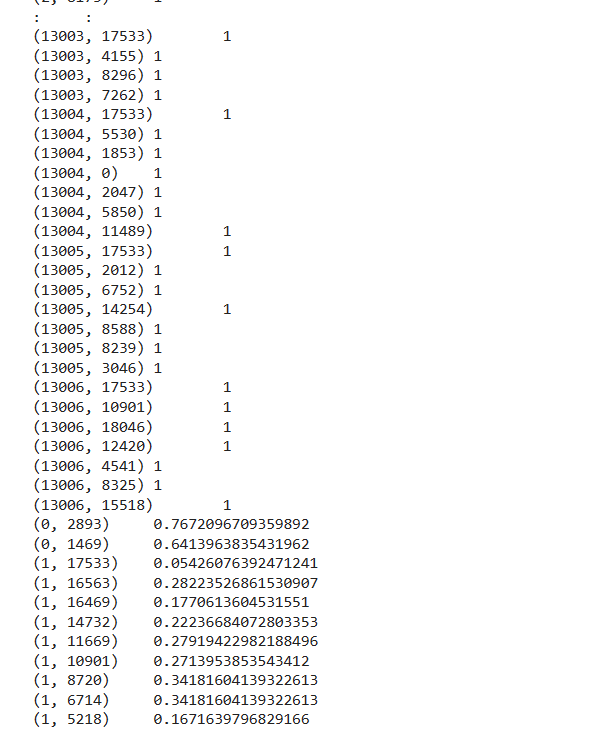 (2, 8173) 1
: :
(13003, 17533) 1
(13003, 4155) 1
(13003, 8296) 1
(13003, 7262) 1
(13004, 17533) 1
(13004, 5530) 1
(13004, 1853) 1
(13004, 0) 1
(13004, 2047) 1
(13004, 5850) 1
(13004, 11489) 1
(13005, 17533) 1
(13005, 2012) 1
(13005, 6752) 1
(13005, 14254) 1
(13005, 8588) 1
(13005, 8239) 1
(13005, 3046) 1
(13006, 17533) 1
(13006, 10901) 1
(13006, 18046) 1
(13006, 12420) 1
(13006, 4541) 1
(13006, 8325) 1
(13006, 15518) 1
(0, 2893) 0.7672096709359892
(0, 1469) 0.6413963835431962
(1, 17533) 0.05426076392471241
(1, 16563) 0.28223526861530907
(1, 16469) 0.1770613604531551
(1, 14732) 0.22236684072803353
(1, 11669) 0.27919422982188496
(1, 10901) 0.2713953854543412
(1, 8720) 0.34181604139322613
(1, 6714) 0.34181604139322613
(1, 5218) 0.1671639796829166